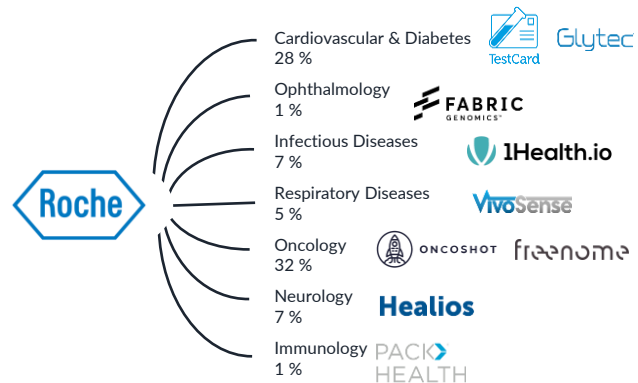 Roche
Cardiovascular & Diabetes
28 %
TestCard
Glytec
Ophthalmology
1 %
FABRIC
GENOMICS™
Infectious Diseases
7 %
1Health.io
Respiratory Diseases
5 %
VivoSense
Oncology
32 %
ONCOSHOT
freenome
Neurology
7 %
Healios
Immunology
1 %
PACK
HEALTH